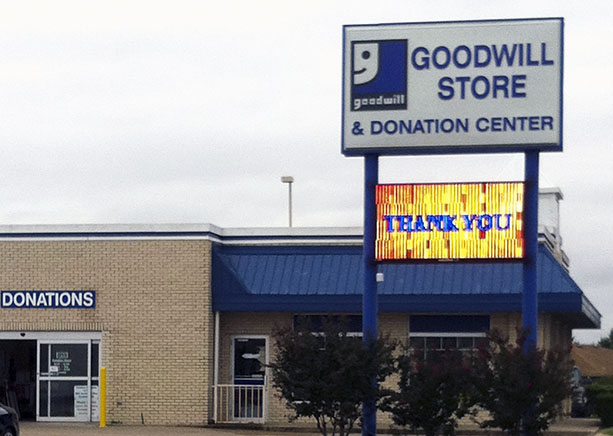 goodwill
GOODWILL
STORE
& DONATION CENTER
THANK YOU
DONATIONS